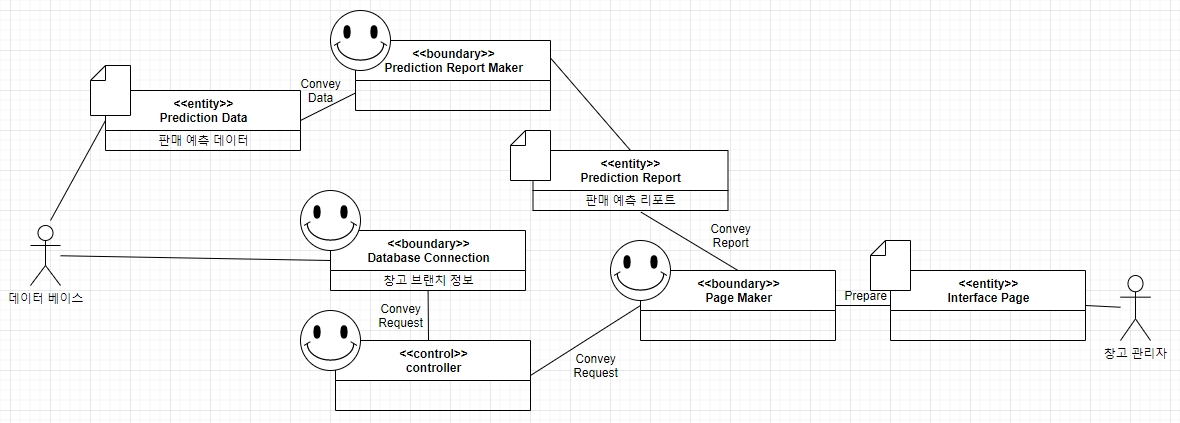 <<boundary>>
Prediction Report Maker
Convey
Data
<<entity>>
Prediction Data
판매 예측 데이터
<<entity>>
Prediction Report
판매 예측 리포트
<<boundary>>
Database Connection
창고 브랜치 정보
데이터 베이스
Convey
Report
<<boundary>>
Page Maker
Prepare
<<entity>>
Interface Page
창고 관리자
Convey
Request
<<control>>
controller
Convey
Request